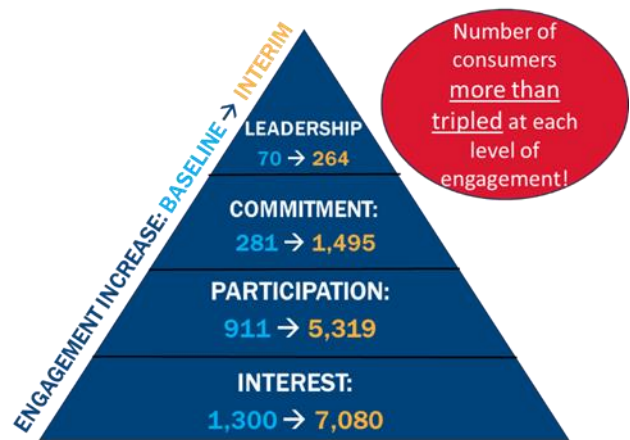 ENGAGEMENT INCREASE: BASELINE → INTERIM
LEADERSHIP
70 → 264
COMMITMENT:
281 → 1,495
PARTICIPATION:
911 → 5,319
INTEREST:
1,300 → 7,080
Number of
consumers
more than
tripled at each
level of
engagement!